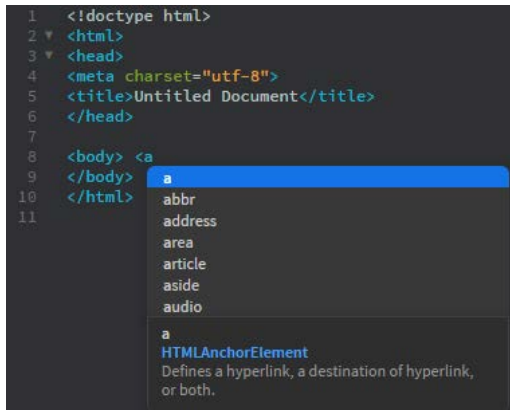 1 <!doctype html>
2 <html>
3 <head>
4 <meta charset="utf-8">
5 <title>Untitled Document</title>
6 </head>
7
8 <body> <a
9 </body>
10 </html>
11
a
abbr
address
area
article
aside
audio
a
HTMLAnchorElement
Defines a hyperlink, a destination of hyperlink,
or both.